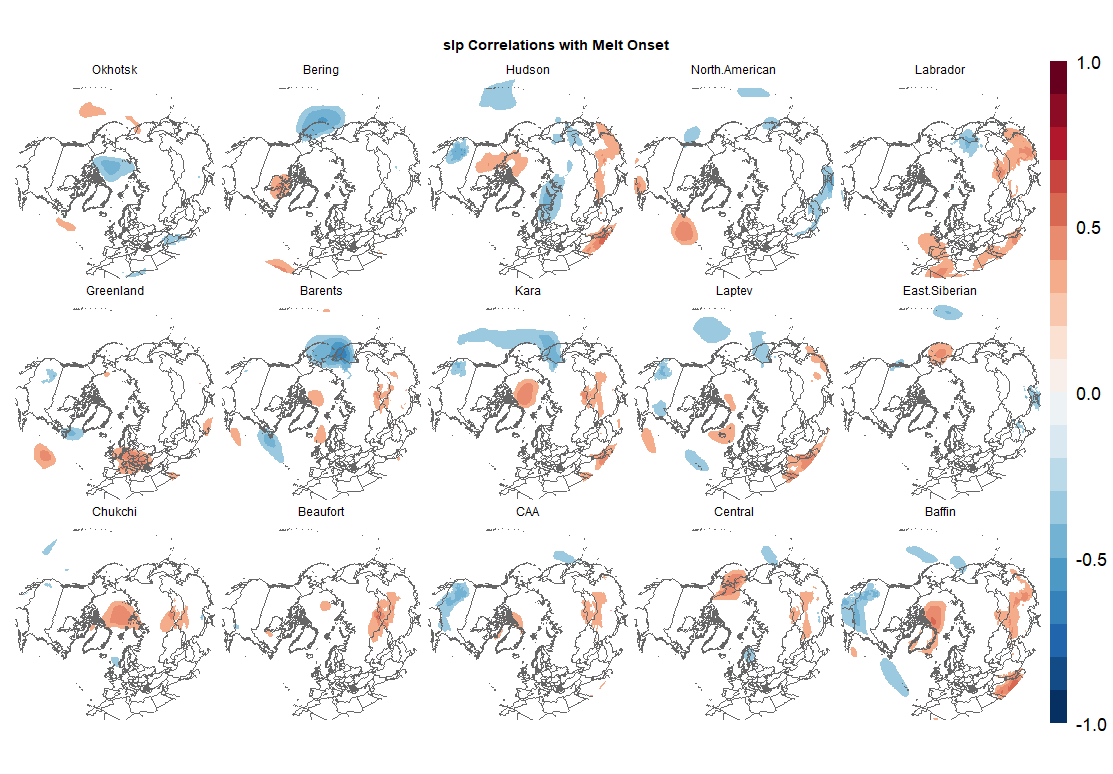 slp Correlations with Melt Onset
Okhotsk
Bering
Hudson
North.American
Labrador
Greenland
Barents
Kara
Laptev
East.Siberian
Chukchi
Beaufort
CAA
Central
Baffin
1.0
0.5
0.0
-0.5
-1.0